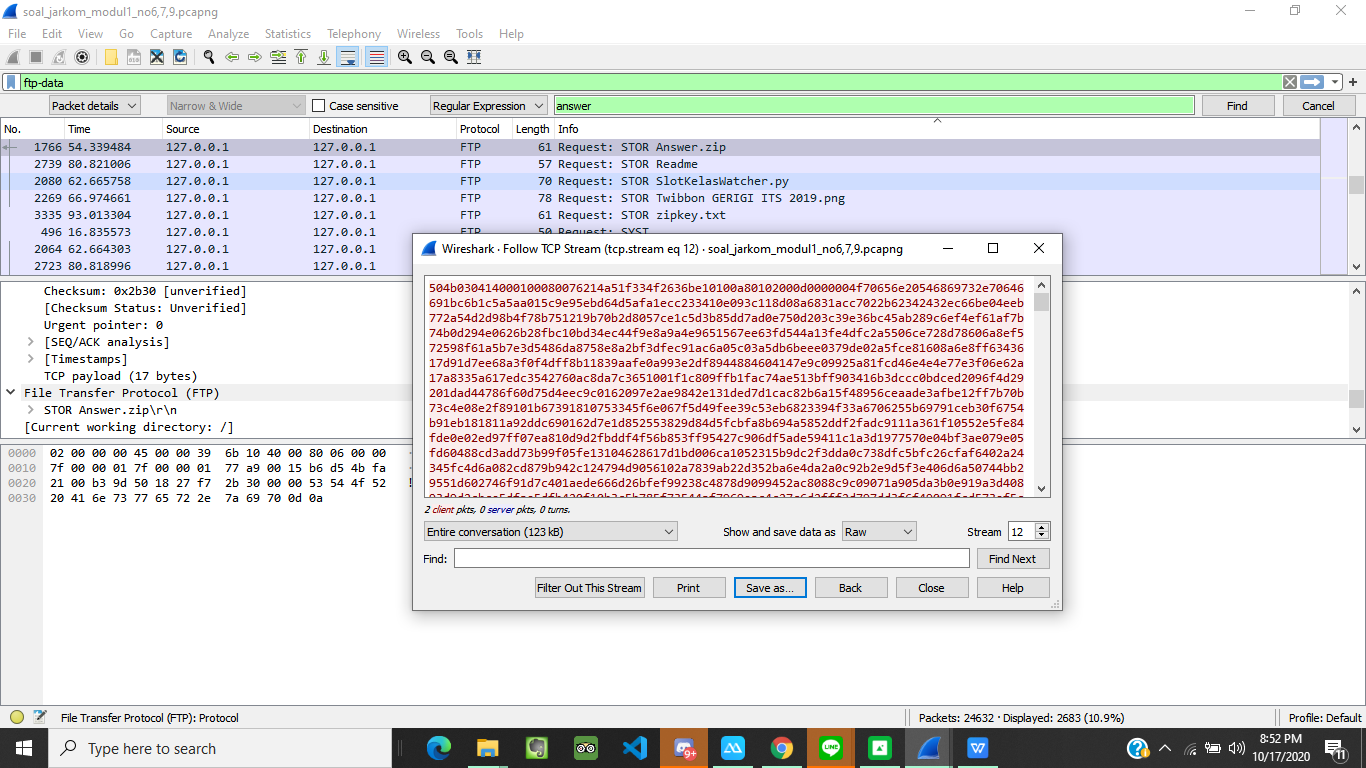 soal_jarkom_modul1_no6,7,9.pcapng
File Edit View Go Capture Analyze Statistics Telephony Wireless Tools Help
ftp-data
Packet details Narrow & Wide Case sensitive Regular Expression answer Find Cancel
No. Time Source Destination Protocol Length Info
1766 54.339484 127.0.0.1 127.0.0.1 FTP 61 Request: STOR Answer.zip
2739 80.821006 127.0.0.1 127.0.0.1 FTP 57 Request: STOR Readme
2080 62.665758 127.0.0.1 127.0.0.1 FTP 70 Request: STOR SlotKelasWatcher.py
2269 66.974661 127.0.0.1 127.0.0.1 FTP 78 Request: STOR Twibbon GERIGI ITS 2019.png
3335 93.013304 127.0.0.1 127.0.0.1 FTP 61 Request: STOR zipkey.txt
496 16.835573 127.0.0.1 127.0.0.1 FTP 50 Request: SYST
2064 62.664303 127.0.0.1 127.0.0.1
2723 80.818996 127.0.0.1 127.0.0.1
Checksum: 0x2b30 [unverified]
[Checksum Status: Unverified]
Urgent pointer: 0
[SEQ/ACK analysis]
[Timestamps]
TCP payload (17 bytes)
File Transfer Protocol (FTP)
STOR Answer.zip\r\n
[Current working directory: /]
0000 02 00 00 00 45 00 00 39 6b 10 40 00 80 06 00 00
0010 7f 00 00 01 7f 00 00 01 77 a9 00 15 b6 d5 4b fa
0020 21 00 b3 9d 50 18 27 f7 2b 30 00 00 53 54 4f 52
0030 20 41 6e 73 77 65 72 2e 7a 69 70 0d 0a
Wireshark · Follow TCP Stream (tcp.stream eq 12) · soal_jarkom_modul1_no6,7,9.pcapng
504b030414000100080076214a51f334f2636be10100a80102000d0000004f70656e20546869732e70646
691bc6b1c5a5aa015c9e95ebd64d5afa1ecc233410e093c118d08a6831acc7022b62342432ec66be04eeb
772a54d2d98b4f78b751219b70b2d8057ce1c5d3b85dd7ad0e750d203c39e36bc45ab289c6ef4ef61af7b
74b0d294e0626b28fbc10bd34ec44f9e8a9a4e9651567ee63fd544a13fe4dfc2a5506ce728d78606a8ef5
72598f61a5b7e3d5486da8758e8a2bf3dfec91ac6a05c03a5db6beee0379de02a5fce81608a6e8ff63436
17d91d7ee68a3f0f4dff8b11839aafe0a993e2df8944884604147e9c09925a81fcd46e4e4e77e3f06e62a
17a8335a617edc3542760ac8da7c3651001f1c809ffb1fac74ae513bff903416b3dccc0bdced2096f4d29
201dad44786f60d75d4eec9c0162097e2ae9842e131ded7d1cac82b6a15f48956ceaade3afbe12ff7b70b
73c4e08e2f89101b67391810753345f6e067f5d49fee39c53eb6823394f33a6706255b69791ceb30f6754
b91eb181811a92ddc690162d7e1d852553829d84d5fcbfa8b694a5852ddf2fadc9111a361f10552e5fe84
fde0e02ed97ff07ea810d9d2fbddf4f56b853ff95427c906df5ade59411c1a3d1977570e04bf3ae079e05
fd60488cd3add73b99f05fe13104628617d1bd006ca1052315b9dc2f3dda0c738dfc5bfc26cfaf6402a24
345fc4d6a082cd879b942c124794d9056102a7839ab22d352ba6e4da2a0c92b2e9d5f3e406d6a50744bb2
9551d602746f91d7c401aede666d26bfef99238c4878d9099452ac8088c9c09071a905da3b0e919a3d408
2 client pkts, 0 server pkts, 0 turns.
Entire conversation (123 kB) Show and save data as Raw Stream 12
Find: Find Next
Filter Out This Stream Print Save as... Back Close Help
File Transfer Protocol (FTP): Protocol Packets: 24632 · Displayed: 2683 (10.9%) Profile: Default
Type here to search
9+
LINE
8:52 PM
10/17/2020
11